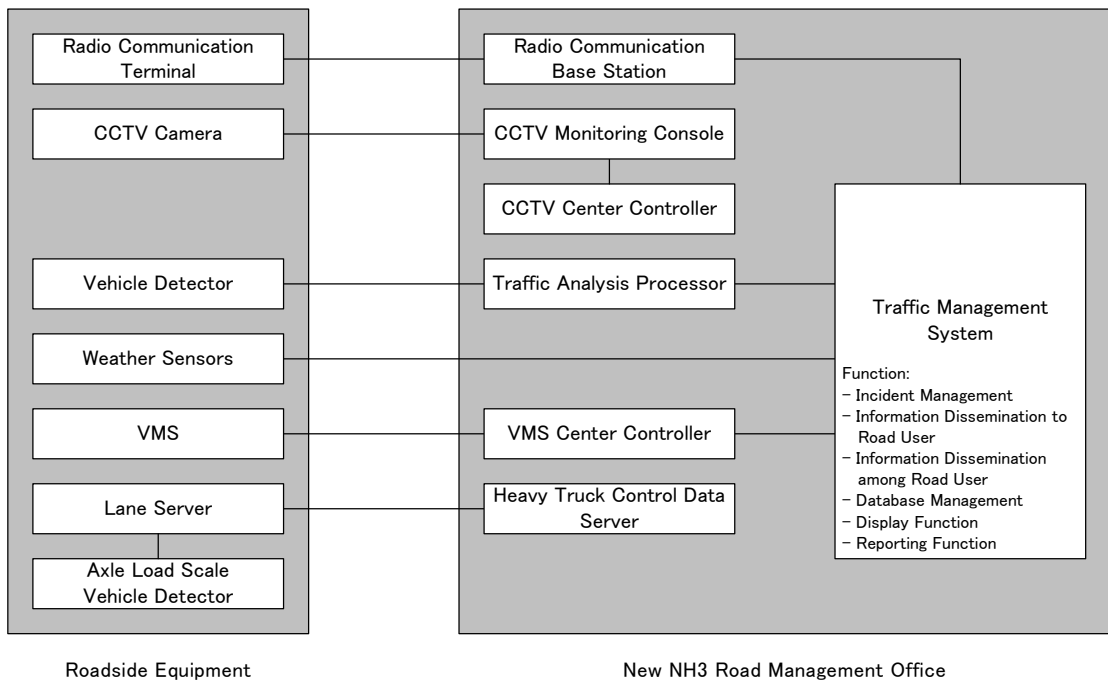 Radio Communication
Terminal
CCTV Camera
Vehicle Detector
Weather Sensors
VMS
Lane Server
Axle Load Scale
Vehicle Detector
Roadside Equipment
Radio Communication
Base Station
CCTV Monitoring Console
CCTV Center Controller
Traffic Analysis Processor
VMS Center Controller
Heavy Truck Control Data
Server
Traffic Management
System
Function:
- Incident Management
- Information Dissemination to
Road User
- Information Dissemination
among Road User
- Database Management
- Display Function
- Reporting Function
New NH3 Road Management Office